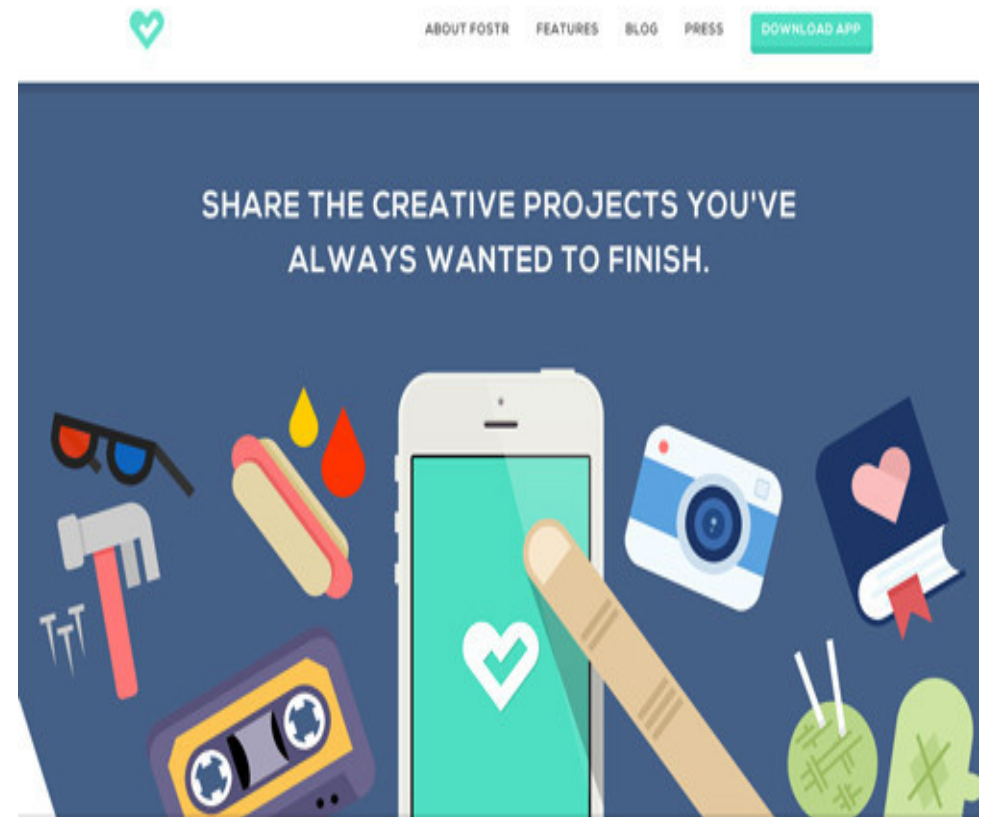 ABOUT FOSTR FEATURES BLOG PRESS DOWNLOAD APP
SHARE THE CREATIVE PROJECTS YOU'VE
ALWAYS WANTED TO FINISH.